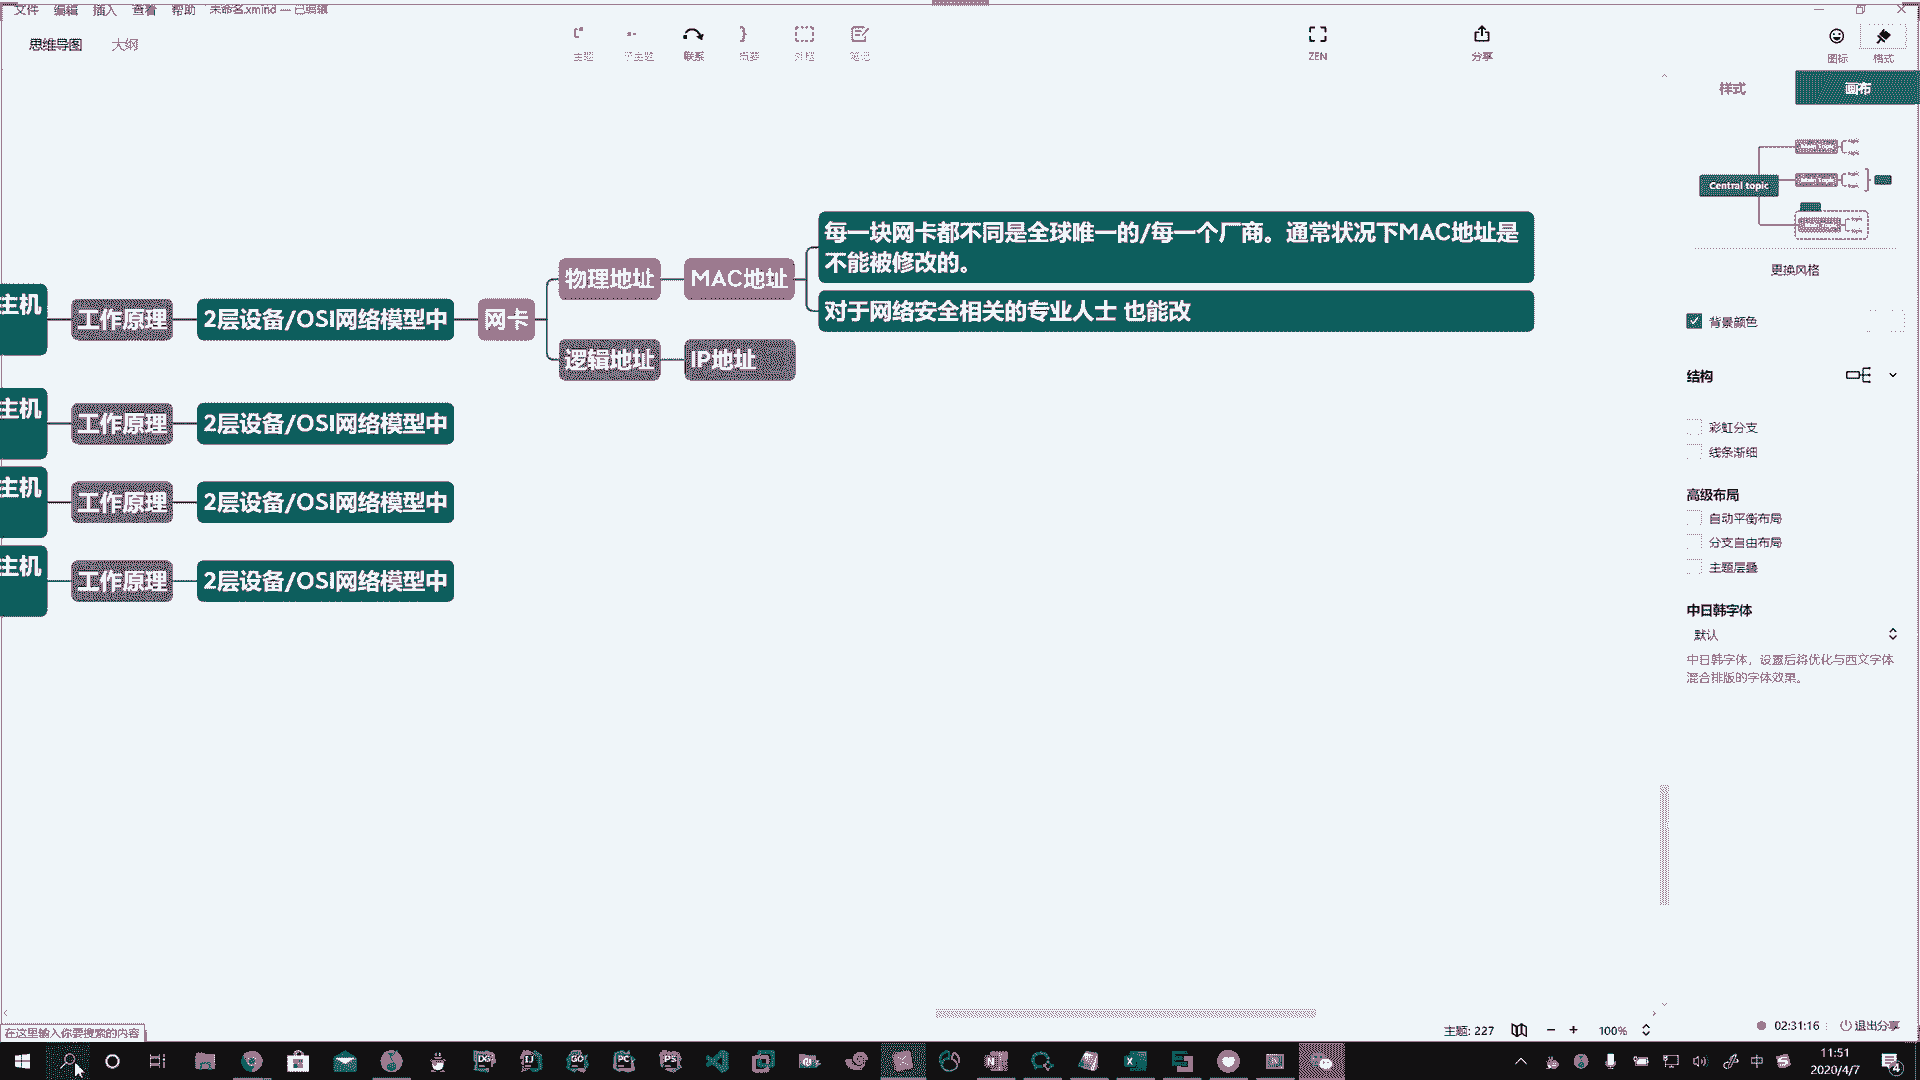 文件 编辑 插入 查看 帮助 未命名.xmind — 已编辑
思维导图 大纲
主题 子主题 联系 概要 外框 笔记 ZEN 分享 图标 格式
样式 画布
Central topic
更换风格
背景颜色
结构
彩虹分支
线条渐细
高级布局
自动平衡布局
分支自由布局
主题层叠
中日韩字体
默认
中日韩字体，设置后将优化与西文字体
混合排版的字体效果。
主机 工作原理 2层设备/OSI网络模型中 网卡
物理地址 MAC地址
每一块网卡都不同是全球唯一的/每一个厂商。通常状况下MAC地址是
不能被修改的。
对于网络安全相关的专业人士 也能改
逻辑地址 IP地址
主机 工作原理 2层设备/OSI网络模型中
主机 工作原理 2层设备/OSI网络模型中
主机 工作原理 2层设备/OSI网络模型中
主题: 227 100%
02:31:16 退出分享
在这里输入你要搜索的内容
DG IJ GO PC PS
中
11:51
2020/4/7
4